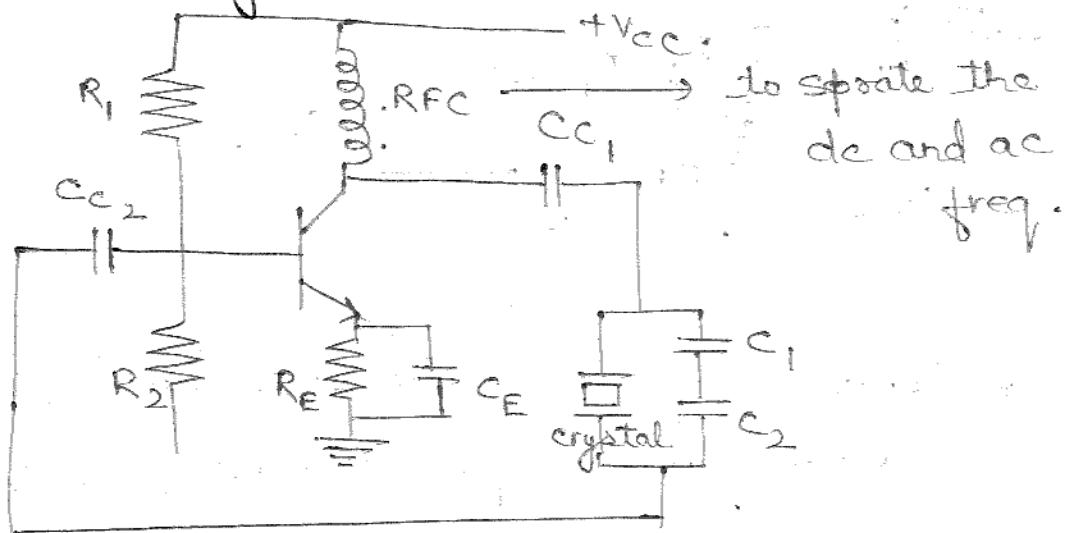 +VCC.
R1
.RFC → to sprate the
dc and ac
freq.
CC1
CC2
R2
RE
CE
crystal
C1
C2